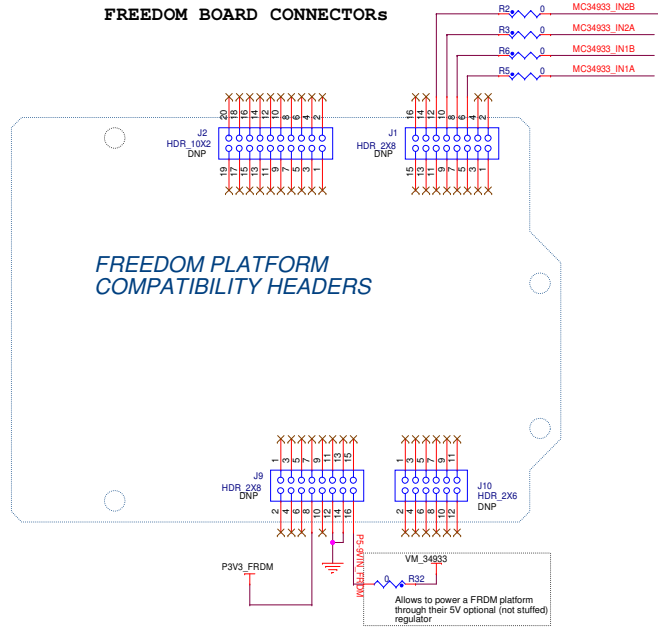 FREEDOM BOARD CONNECTORs
R2 0 MC34933_IN2B
R3 0 MC34933_IN2A
R6 0 MC34933_IN1B
R5 0 MC34933_IN1A
20 18 16 14 12 10 8 6 4 2
J2
HDR_10X2
DNP
19 17 15 13 11 9 7 5 3 1
16 14 12 10 8 6 4 2
J1
HDR_2X8
DNP
15 13 11 9 7 5 3 1
FREEDOM PLATFORM
COMPATIBILITY HEADERS
1 3 5 7 9 11 13 15
J9
HDR_2X8
DNP
2 4 6 8 10 12 14 16
1 3 5 7 9 11
J10
HDR_2X6
DNP
2 4 6 8 10 12
P3V3_FRDM
P5-9VIN_FRDM
VM_34933
0 R32
Allows to power a FRDM platform
through their 5V optional (not stuffed)
regulator